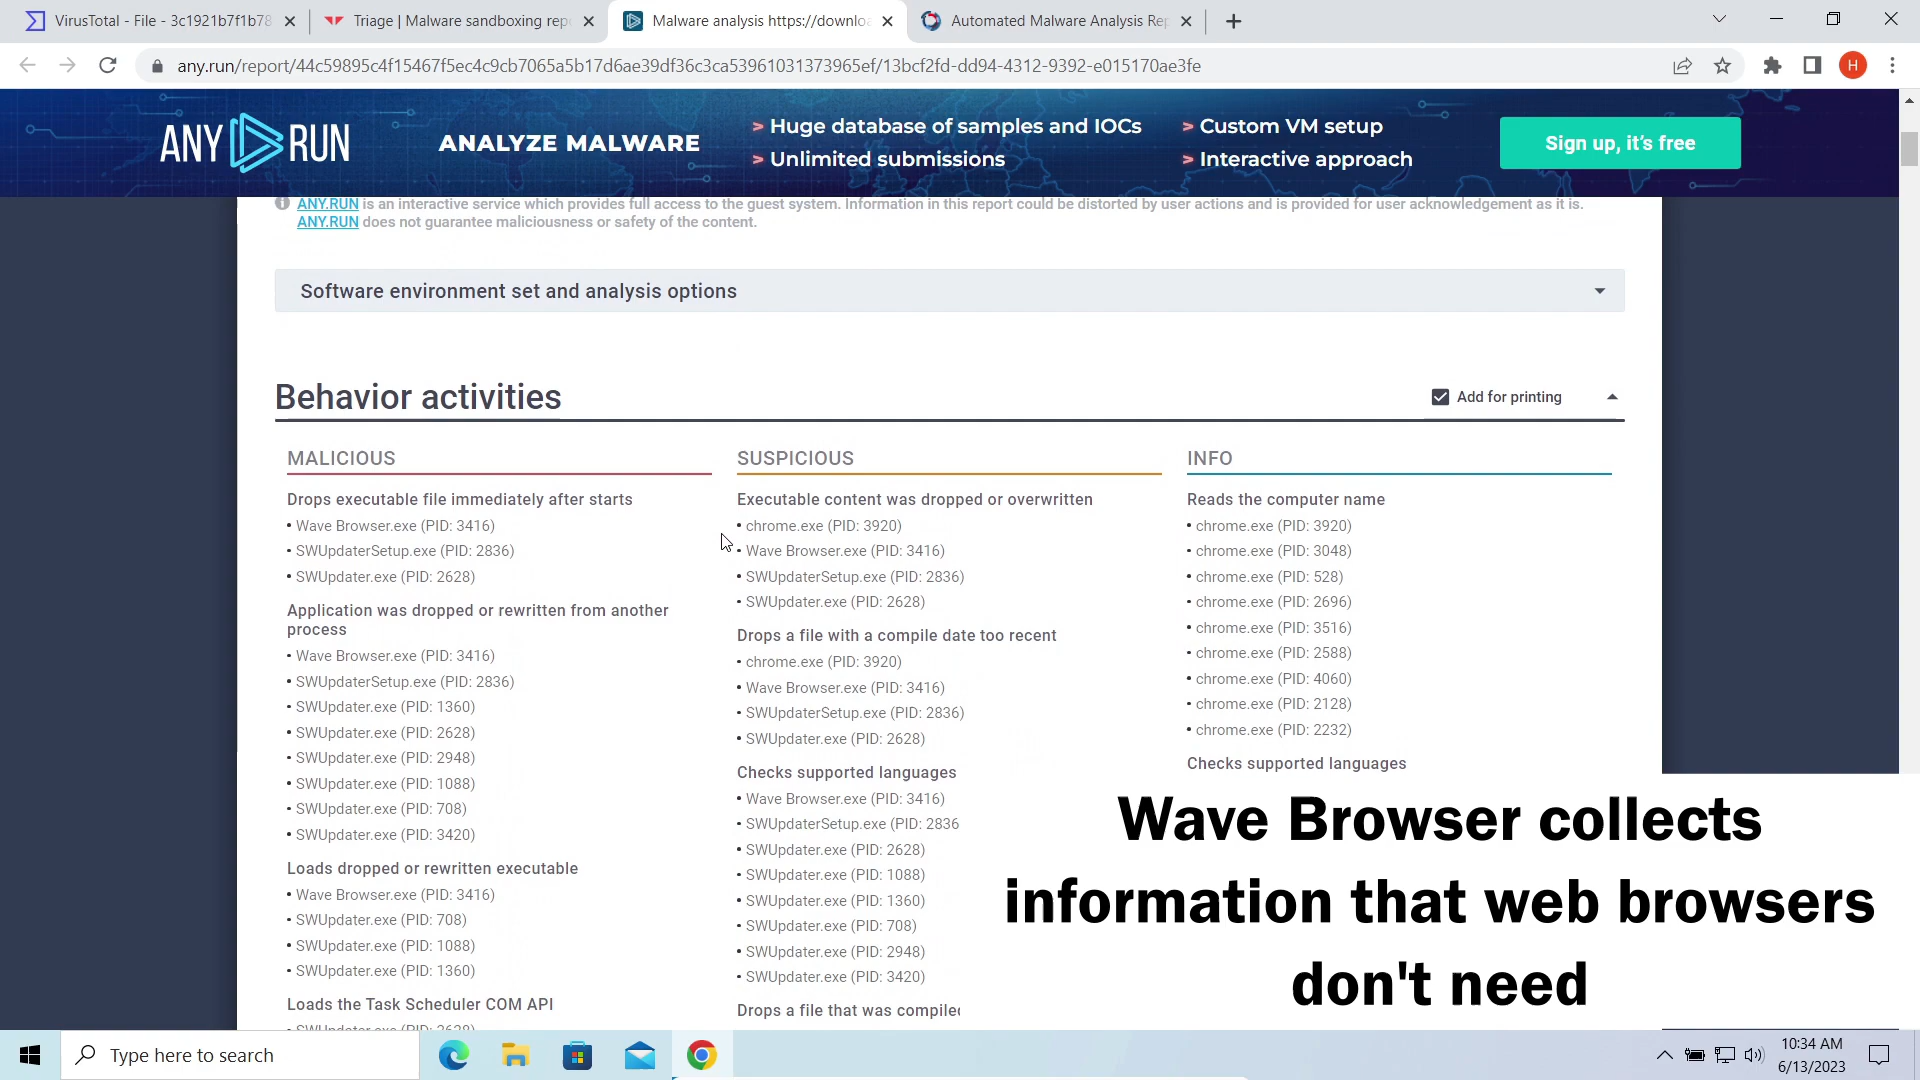 VirusTotal - File - 3c1921b7f1b78
Triage | Malware sandboxing rep
Malware analysis https://downlo
Automated Malware Analysis Rep
any.run/report/44c59895c4f15467f5ec4c9cb7065a5b17d6ae39df36c3ca53961031373965ef/13bcf2fd-dd94-4312-9392-e015170ae3fe
H
ANY RUN
ANALYZE MALWARE
> Huge database of samples and IOCs
> Unlimited submissions
> Custom VM setup
> Interactive approach
Sign up, it's free
ANY.RUN is an interactive service which provides full access to the guest system. Information in this report could be distorted by user actions and is provided for user acknowledgement as it is.
ANY.RUN does not guarantee maliciousness or safety of the content.
Software environment set and analysis options
Behavior activities
Add for printing
MALICIOUS
Drops executable file immediately after starts
• Wave Browser.exe (PID: 3416)
• SWUpdaterSetup.exe (PID: 2836)
• SWUpdater.exe (PID: 2628)
Application was dropped or rewritten from another
process
• Wave Browser.exe (PID: 3416)
• SWUpdaterSetup.exe (PID: 2836)
• SWUpdater.exe (PID: 1360)
• SWUpdater.exe (PID: 2628)
• SWUpdater.exe (PID: 2948)
• SWUpdater.exe (PID: 1088)
• SWUpdater.exe (PID: 708)
• SWUpdater.exe (PID: 3420)
Loads dropped or rewritten executable
• Wave Browser.exe (PID: 3416)
• SWUpdater.exe (PID: 708)
• SWUpdater.exe (PID: 1088)
• SWUpdater.exe (PID: 1360)
Loads the Task Scheduler COM API
• SWUpdater.exe (PID: 2628)
SUSPICIOUS
Executable content was dropped or overwritten
• chrome.exe (PID: 3920)
• Wave Browser.exe (PID: 3416)
• SWUpdaterSetup.exe (PID: 2836)
• SWUpdater.exe (PID: 2628)
Drops a file with a compile date too recent
• chrome.exe (PID: 3920)
• Wave Browser.exe (PID: 3416)
• SWUpdaterSetup.exe (PID: 2836)
• SWUpdater.exe (PID: 2628)
Checks supported languages
• Wave Browser.exe (PID: 3416)
• SWUpdaterSetup.exe (PID: 2836
• SWUpdater.exe (PID: 2628)
• SWUpdater.exe (PID: 1088)
• SWUpdater.exe (PID: 1360)
• SWUpdater.exe (PID: 708)
• SWUpdater.exe (PID: 2948)
• SWUpdater.exe (PID: 3420)
Drops a file that was compiled
INFO
Reads the computer name
• chrome.exe (PID: 3920)
• chrome.exe (PID: 3048)
• chrome.exe (PID: 528)
• chrome.exe (PID: 2696)
• chrome.exe (PID: 3516)
• chrome.exe (PID: 2588)
• chrome.exe (PID: 4060)
• chrome.exe (PID: 2128)
• chrome.exe (PID: 2232)
Checks supported languages
Wave Browser collects
information that web browsers
don't need
Type here to search
10:34 AM
6/13/2023